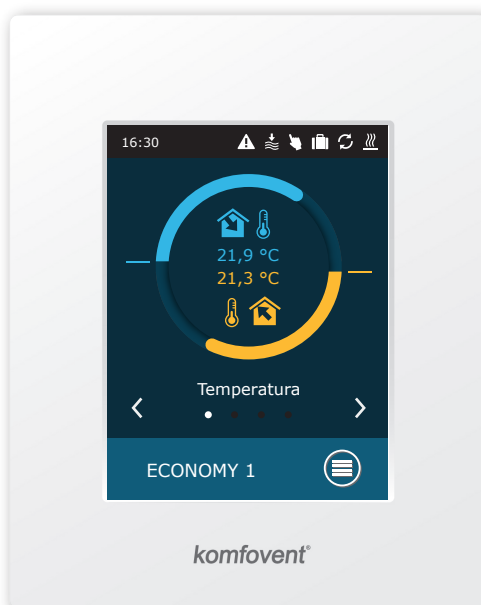 16:30
21,9 °C
21,3 °C
Temperatura
ECONOMY 1
komfovent®